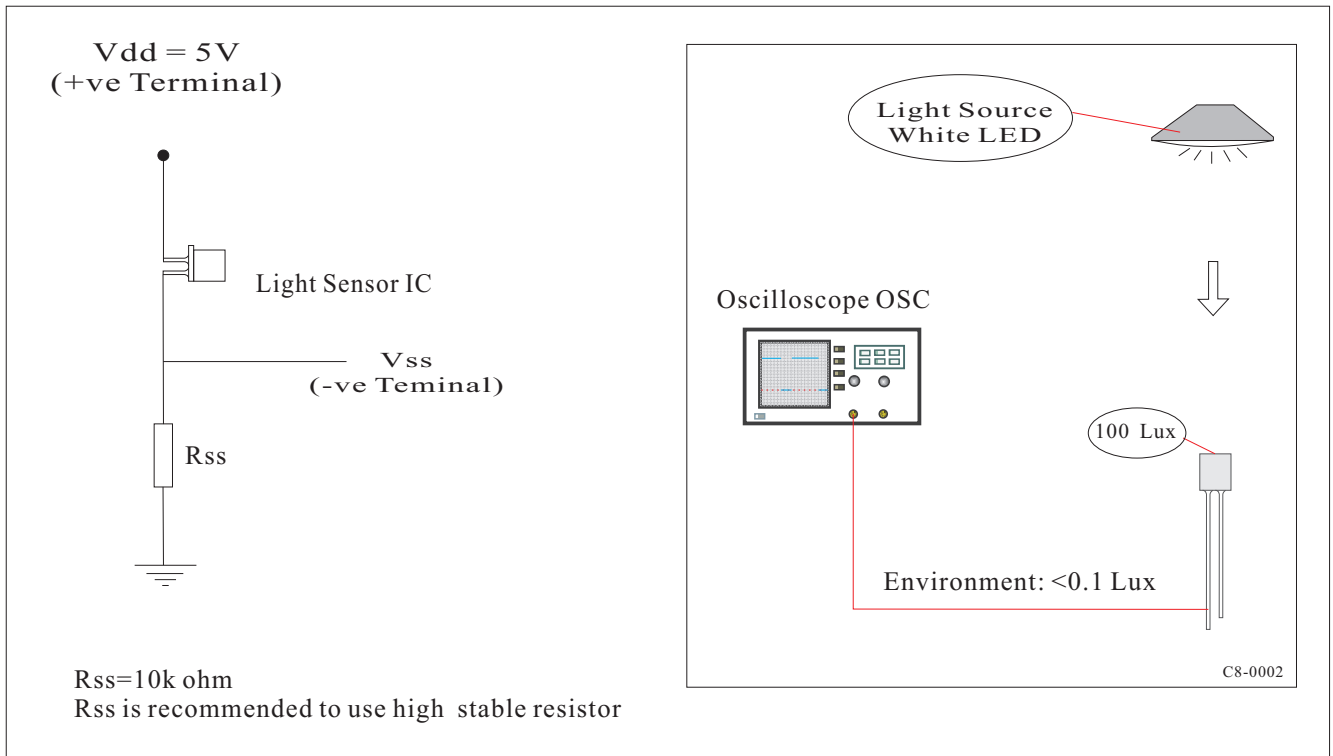 Vdd = 5V
(+ve Terminal)
Light Sensor IC
Vss
(-ve Teminal)
Rss
Rss=10k ohm
Rss is recommended to use high stable resistor
Light Source
White LED
Oscilloscope OSC
100 Lux
Environment: <0.1 Lux
C8-0002